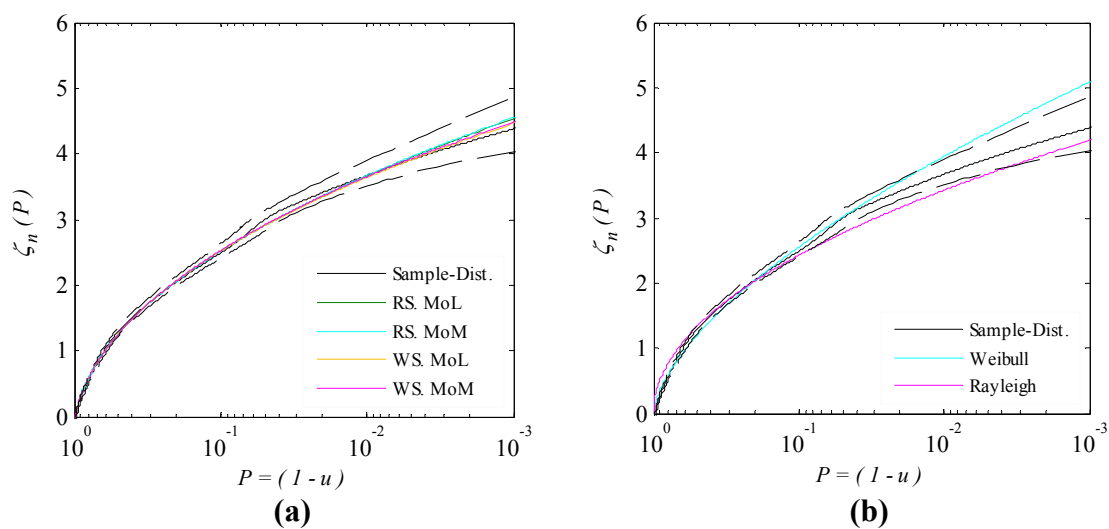 6
5
4
3
2
1
0
ζn (P)
10^0
10^-1
10^-2
10^-3
P = ( 1 - u )
Sample-Dist.
RS. MoL
RS. MoM
WS. MoL
WS. MoM
(a)
6
5
4
3
2
1
0
ζn (P)
10^0
10^-1
10^-2
10^-3
P = ( 1 - u )
Sample-Dist.
Weibull
Rayleigh
(b)